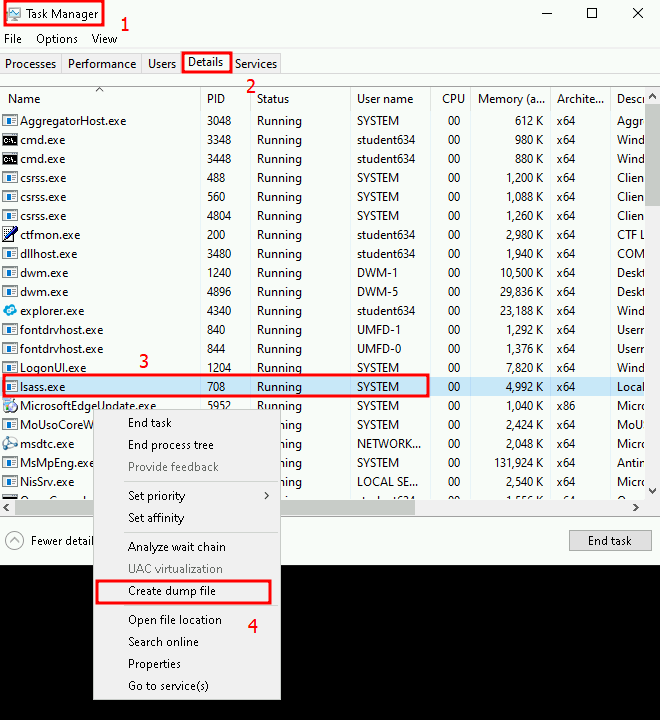 Task Manager
1
File Options View
Processes Performance Users Details Services
2
Name PID Status User name CPU Memory (a... Archite... Descr
AggregatorHost.exe 3048 Running SYSTEM 00 612 K x64 Aggr
cmd.exe 3348 Running student634 00 980 K x64 Wind
cmd.exe 3448 Running student634 00 880 K x64 Wind
csrss.exe 488 Running SYSTEM 00 1,200 K x64 Clien
csrss.exe 560 Running SYSTEM 00 1,088 K x64 Clien
csrss.exe 4804 Running SYSTEM 00 1,260 K x64 Clien
ctfmon.exe 200 Running student634 00 2,980 K x64 CTF L
dllhost.exe 3480 Running student634 00 1,940 K x64 COM
dwm.exe 1240 Running DWM-1 00 10,500 K x64 Deskt
dwm.exe 4896 Running DWM-5 00 29,836 K x64 Deskt
explorer.exe 4340 Running student634 00 23,188 K x64 Wind
fontdrvhost.exe 840 Running UMFD-1 00 1,292 K x64 Userr
fontdrvhost.exe 844 Running UMFD-0 00 1,376 K x64 Userr
3
LogonUI.exe 1204 Running SYSTEM 00 7,820 K x64 Wind
lsass.exe 708 Running SYSTEM 00 4,992 K x64 Local
MicrosoftEdgeUpdate.exe 5952 Running SYSTEM 00 1,040 K x86 Micro
MoUsoCoreW SYSTEM 00 2,424 K x64 MoUS
msdtc.exe NETWORK... 00 2,048 K x64 Micro
MsMpEng.exe SYSTEM 00 131,924 K x64 Antin
NisSrv.exe LOCAL SE... 00 2,540 K x64 Micro
End task
End process tree
Provide feedback
Set priority
Set affinity
Analyze wait chain
UAC virtualization
Create dump file
Open file location
4
Search online
Properties
Go to service(s)
Fewer detail
End task